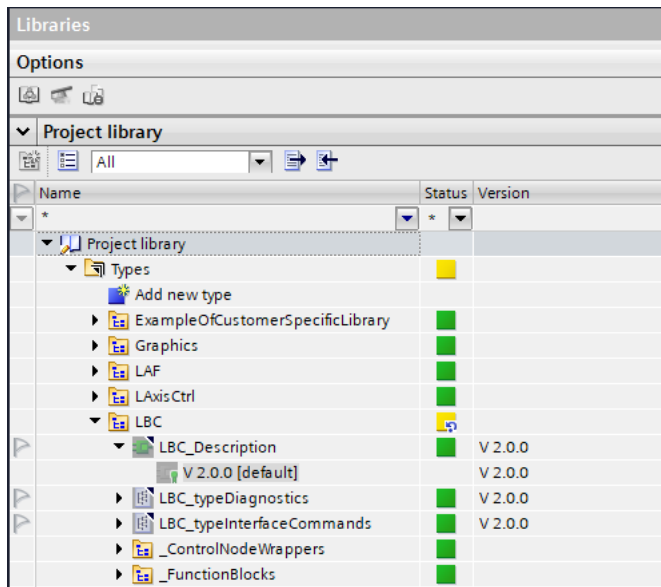 Libraries
Options
Project library
All
Name Status Version
* *
Project library
Types
Add new type
ExampleOfCustomerSpecificLibrary
Graphics
LAF
LAxisCtrl
LBC
LBC_Description V 2.0.0
V 2.0.0 [default] V 2.0.0
LBC_typeDiagnostics V 2.0.0
LBC_typeInterfaceCommands V 2.0.0
_ControlNodeWrappers
_FunctionBlocks